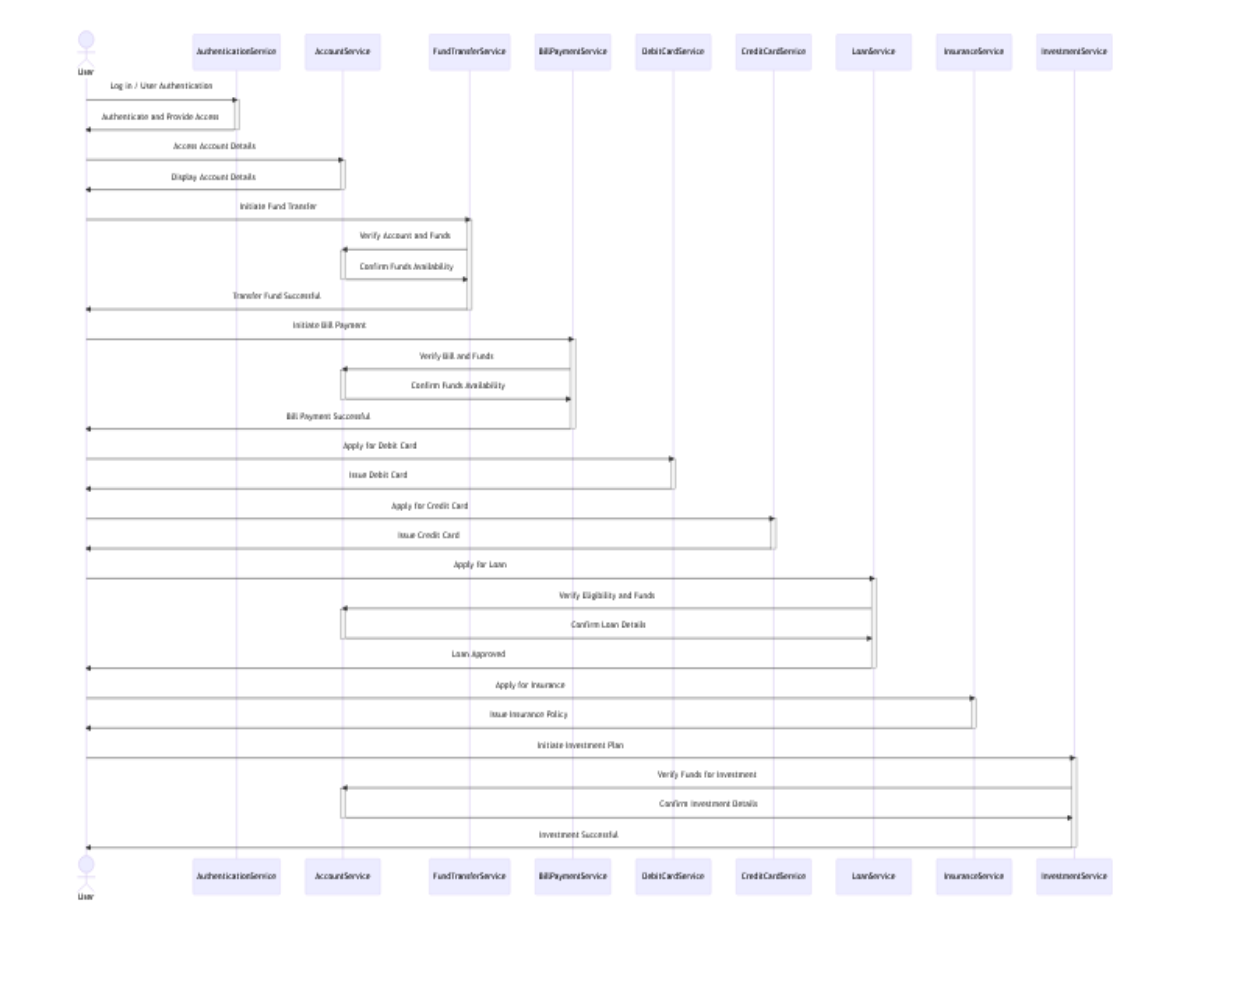 AuthenticationService AccountService FundTransferService BillPaymentService DebitCardService CreditCardService LoanService InsuranceService InvestmentService
User
Log in / User Authentication
Authenticate and Provide Access
Access Account Details
Display Account Details
Initiate Fund Transfer
Verify Account and Funds
Confirm Funds Availability
Transfer Fund Successful
Initiate Bill Payment
Verify Bill and Funds
Confirm Funds Availability
Bill Payment Successful
Apply for Debit Card
Issue Debit Card
Apply for Credit Card
Issue Credit Card
Apply for Loan
Verify Eligibility and Funds
Confirm Loan Details
Loan Approved
Apply for Insurance
Issue Insurance Policy
Initiate Investment Plan
Verify Funds for Investment
Confirm Investment Details
Investment Successful
AuthenticationService AccountService FundTransferService BillPaymentService DebitCardService CreditCardService LoanService InsuranceService InvestmentService
User